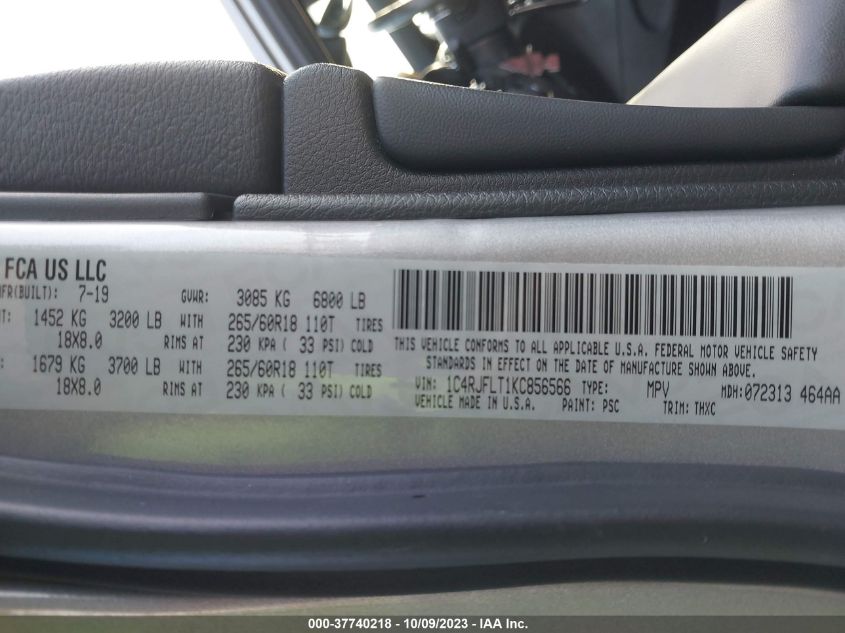 FCA US LLC
MFR(BUILT): 7-19 GVWR: 3085 KG 6800 LB
NT: 1452 KG 3200 LB WITH 265/60R18 110T TIRES
18X8.0 RIMS AT 230 KPA ( 33 PSI) COLD
: 1679 KG 3700 LB WITH 265/60R18 110T TIRES
18X8.0 RIMS AT 230 KPA ( 33 PSI) COLD
THIS VEHICLE CONFORMS TO ALL APPLICABLE U.S.A. FEDERAL MOTOR VEHICLE SAFETY
STANDARDS IN EFFECT ON THE DATE OF MANUFACTURE SHOWN ABOVE.
VIN: 1C4RJFLT1KC856566 TYPE: MPV MDH:072313 464AA
VEHICLE MADE IN U.S.A. PAINT: PSC TRIM: THXC
000-37740218 - 10/09/2023 - IAA Inc.